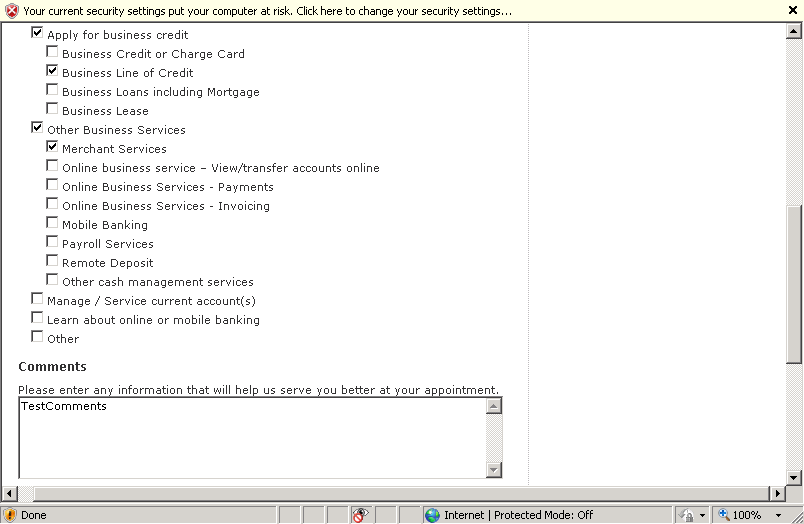 Your current security settings put your computer at risk. Click here to change your security settings...
Apply for business credit
Business Credit or Charge Card
Business Line of Credit
Business Loans including Mortgage
Business Lease
Other Business Services
Merchant Services
Online business service – View/transfer accounts online
Online Business Services - Payments
Online Business Services - Invoicing
Mobile Banking
Payroll Services
Remote Deposit
Other cash management services
Manage / Service current account(s)
Learn about online or mobile banking
Other
Comments
Please enter any information that will help us serve you better at your appointment.
TestComments
Done Internet | Protected Mode: Off 100%